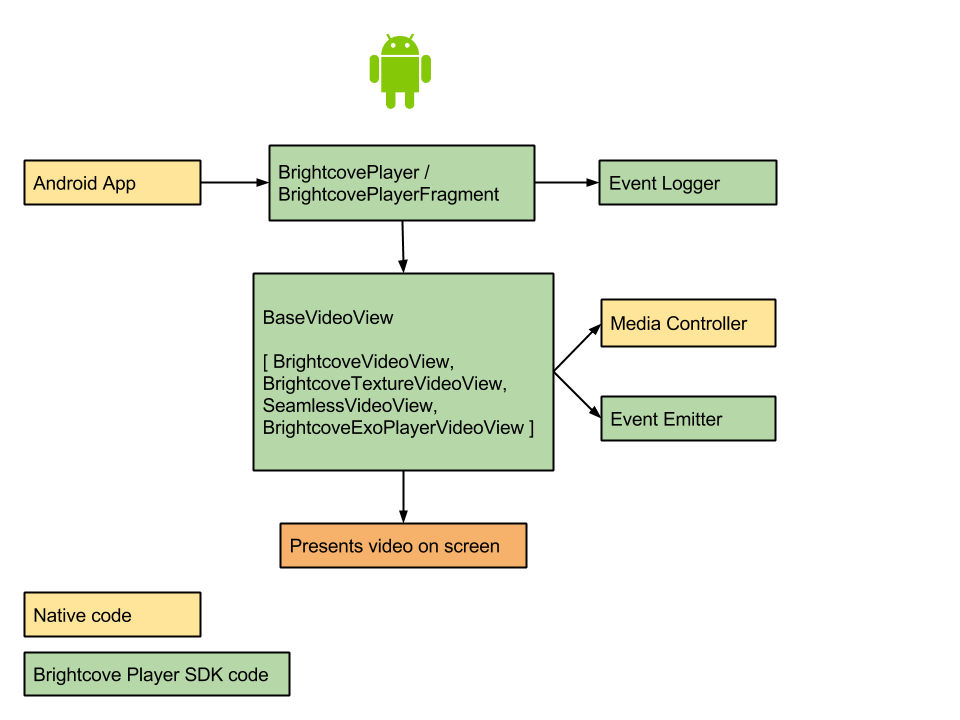 Android App
BrightcovePlayer /
BrightcovePlayerFragment
Event Logger
BaseVideoView
[ BrightcoveVideoView,
BrightcoveTextureVideoView,
SeamlessVideoView,
BrightcoveExoPlayerVideoView ]
Media Controller
Event Emitter
Presents video on screen
Native code
Brightcove Player SDK code